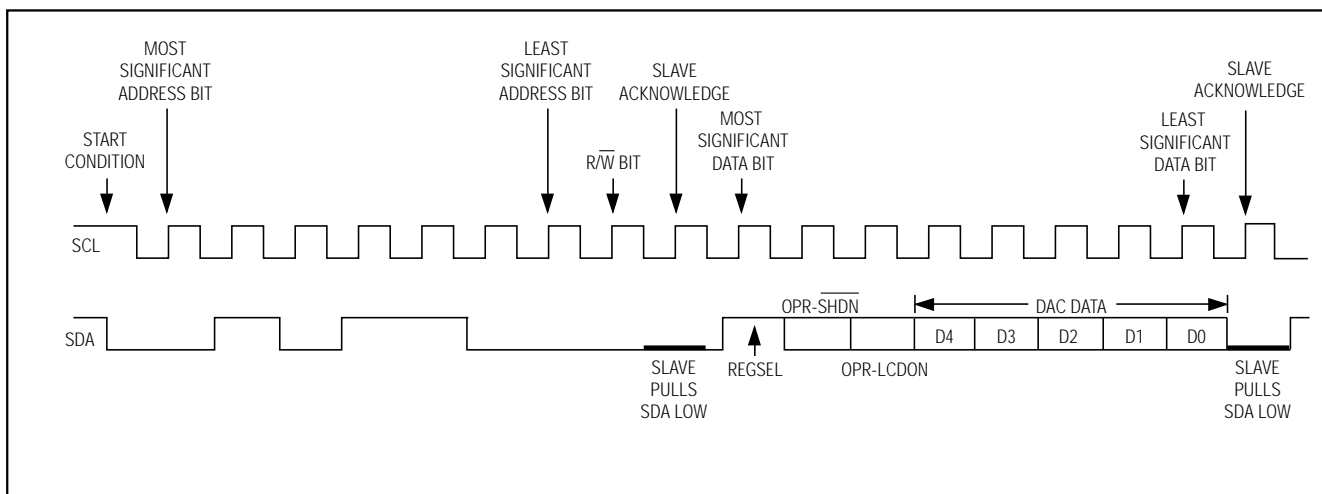 MOST
SIGNIFICANT
ADDRESS BIT
LEAST
SIGNIFICANT
ADDRESS BIT
SLAVE
ACKNOWLEDGE
SLAVE
ACKNOWLEDGE
START
CONDITION
R/W̅ BIT
MOST
SIGNIFICANT
DATA BIT
LEAST
SIGNIFICANT
DATA BIT
SCL
SDA
OPR-S̅H̅D̅N̅
DAC DATA
D4 D3 D2 D1 D0
SLAVE
PULLS
SDA LOW
REGSEL
OPR-LCDON
SLAVE
PULLS
SDA LOW